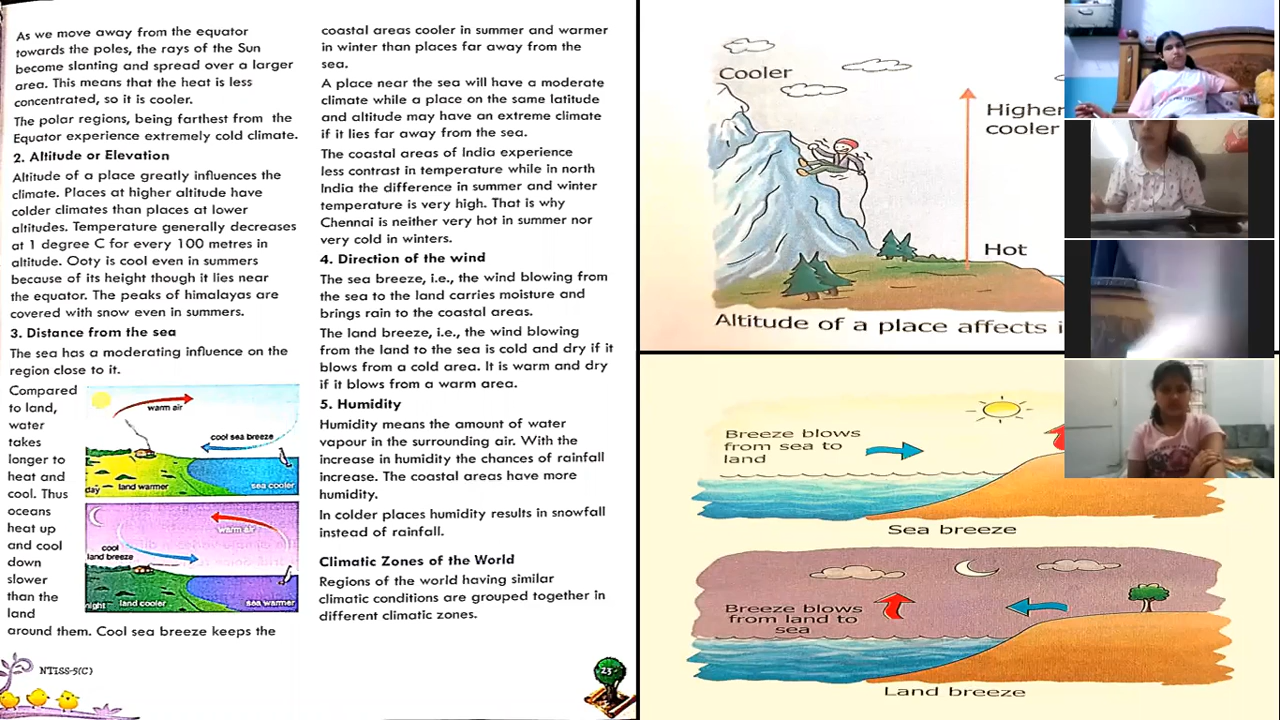 As we move away from the equator
towards the poles, the rays of the Sun
become slanting and spread over a larger
area. This means that the heat is less
concentrated, so it is cooler.
The polar regions, being farthest from the
Equator experience extremely cold climate.
2. Altitude or Elevation
Altitude of a place greatly influences the
climate. Places at higher altitude have
colder climates than places at lower
altitudes. Temperature generally decreases
at 1 degree C for every 100 metres in
altitude. Ooty is cool even in summers
because of its height though it lies near
the equator. The peaks of himalayas are
covered with snow even in summers.
3. Distance from the sea
The sea has a moderating influence on the
region close to it.
Compared
to land,
water
takes
longer to
heat and
cool. Thus
oceans
heat up
and cool
down
slower
than the
land
around them. Cool sea breeze keeps the
warm air
cool sea breeze
day
land warmer
sea cooler
warm air
cool
land breeze
night
land cooler
sea warmer
NTISS-5(C)
23
coastal areas cooler in summer and warmer
in winter than places far away from the
sea.
A place near the sea will have a moderate
climate while a place on the same latitude
and altitude may have an extreme climate
if it lies far away from the sea.
The coastal areas of India experience
less contrast in temperature while in north
India the difference in summer and winter
temperature is very high. That is why
Chennai is neither very hot in summer nor
very cold in winters.
4. Direction of the wind
The sea breeze, i.e., the wind blowing from
the sea to the land carries moisture and
brings rain to the coastal areas.
The land breeze, i.e., the wind blowing
from the land to the sea is cold and dry if it
blows from a cold area. It is warm and dry
if it blows from a warm area.
5. Humidity
Humidity means the amount of water
vapour in the surrounding air. With the
increase in humidity the chances of rainfall
increase. The coastal areas have more
humidity.
In colder places humidity results in snowfall
instead of rainfall.
Climatic Zones of the World
Regions of the world having similar
climatic conditions are grouped together in
different climatic zones.
Cooler
Higher
cooler
Hot
Altitude of a place affects i
Breeze blows
from sea to
land
Sea breeze
Breeze blows
from land to
sea
Land breeze